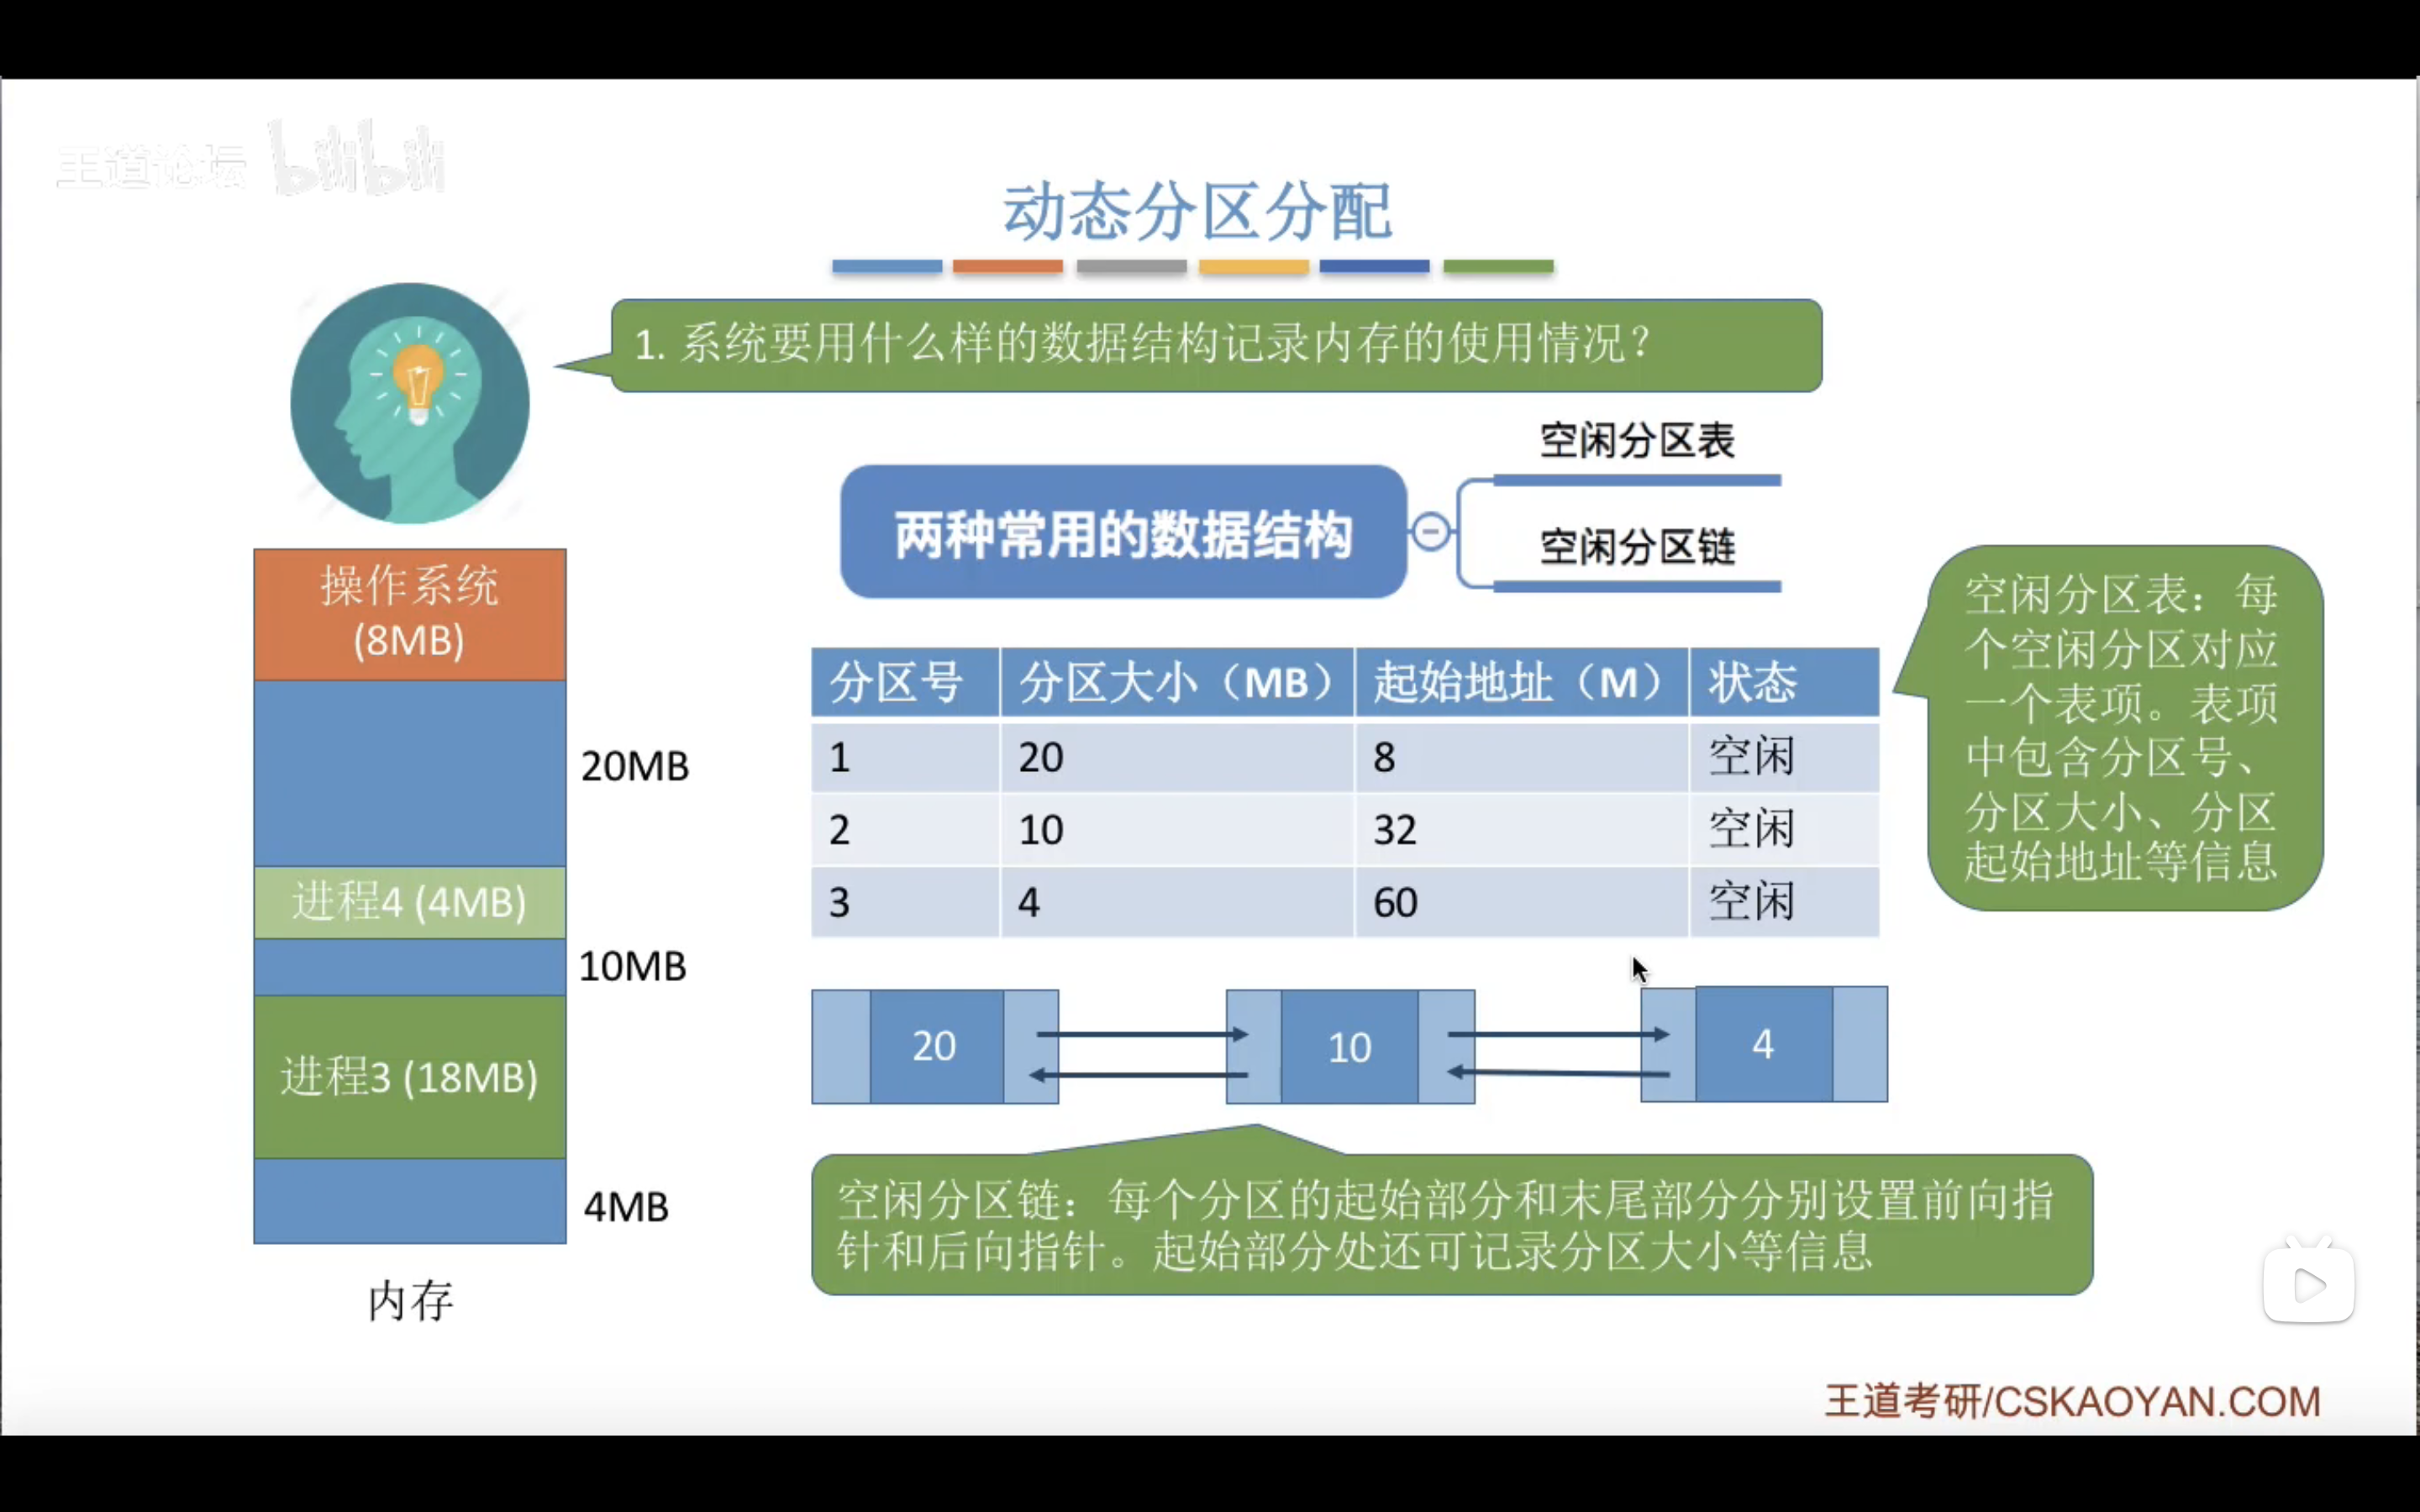 王道论坛 bilibili
动态分区分配
1. 系统要用什么样的数据结构记录内存的使用情况？
两种常用的数据结构
空闲分区表
空闲分区链
操作系统
(8MB)
20MB
进程4 (4MB)
10MB
进程3 (18MB)
4MB
内存
分区号 分区大小（MB） 起始地址（M） 状态
1 20 8 空闲
2 10 32 空闲
3 4 60 空闲
空闲分区表：每
个空闲分区对应
一个表项。表项
中包含分区号、
分区大小、分区
起始地址等信息
20 10 4
空闲分区链：每个分区的起始部分和末尾部分分别设置前向指
针和后向指针。起始部分处还可记录分区大小等信息
王道考研/CSKAOYAN.COM